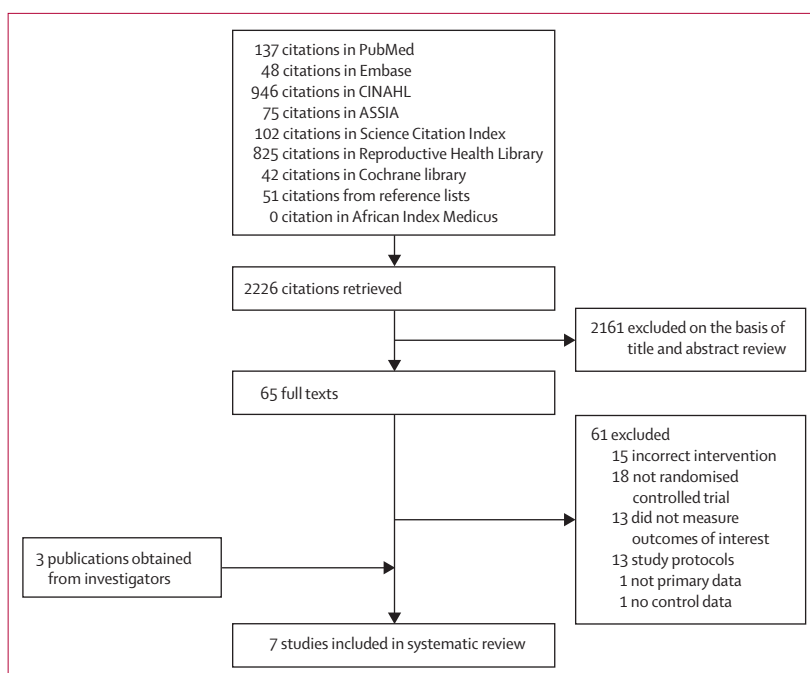 137 citations in PubMed
48 citations in Embase
946 citations in CINAHL
75 citations in ASSIA
102 citations in Science Citation Index
825 citations in Reproductive Health Library
42 citations in Cochrane library
51 citations from reference lists
0 citation in African Index Medicus
2226 citations retrieved
2161 excluded on the basis of
title and abstract review
65 full texts
61 excluded
15 incorrect intervention
18 not randomised
controlled trial
13 did not measure
outcomes of interest
13 study protocols
1 not primary data
1 no control data
3 publications obtained
from investigators
7 studies included in systematic review